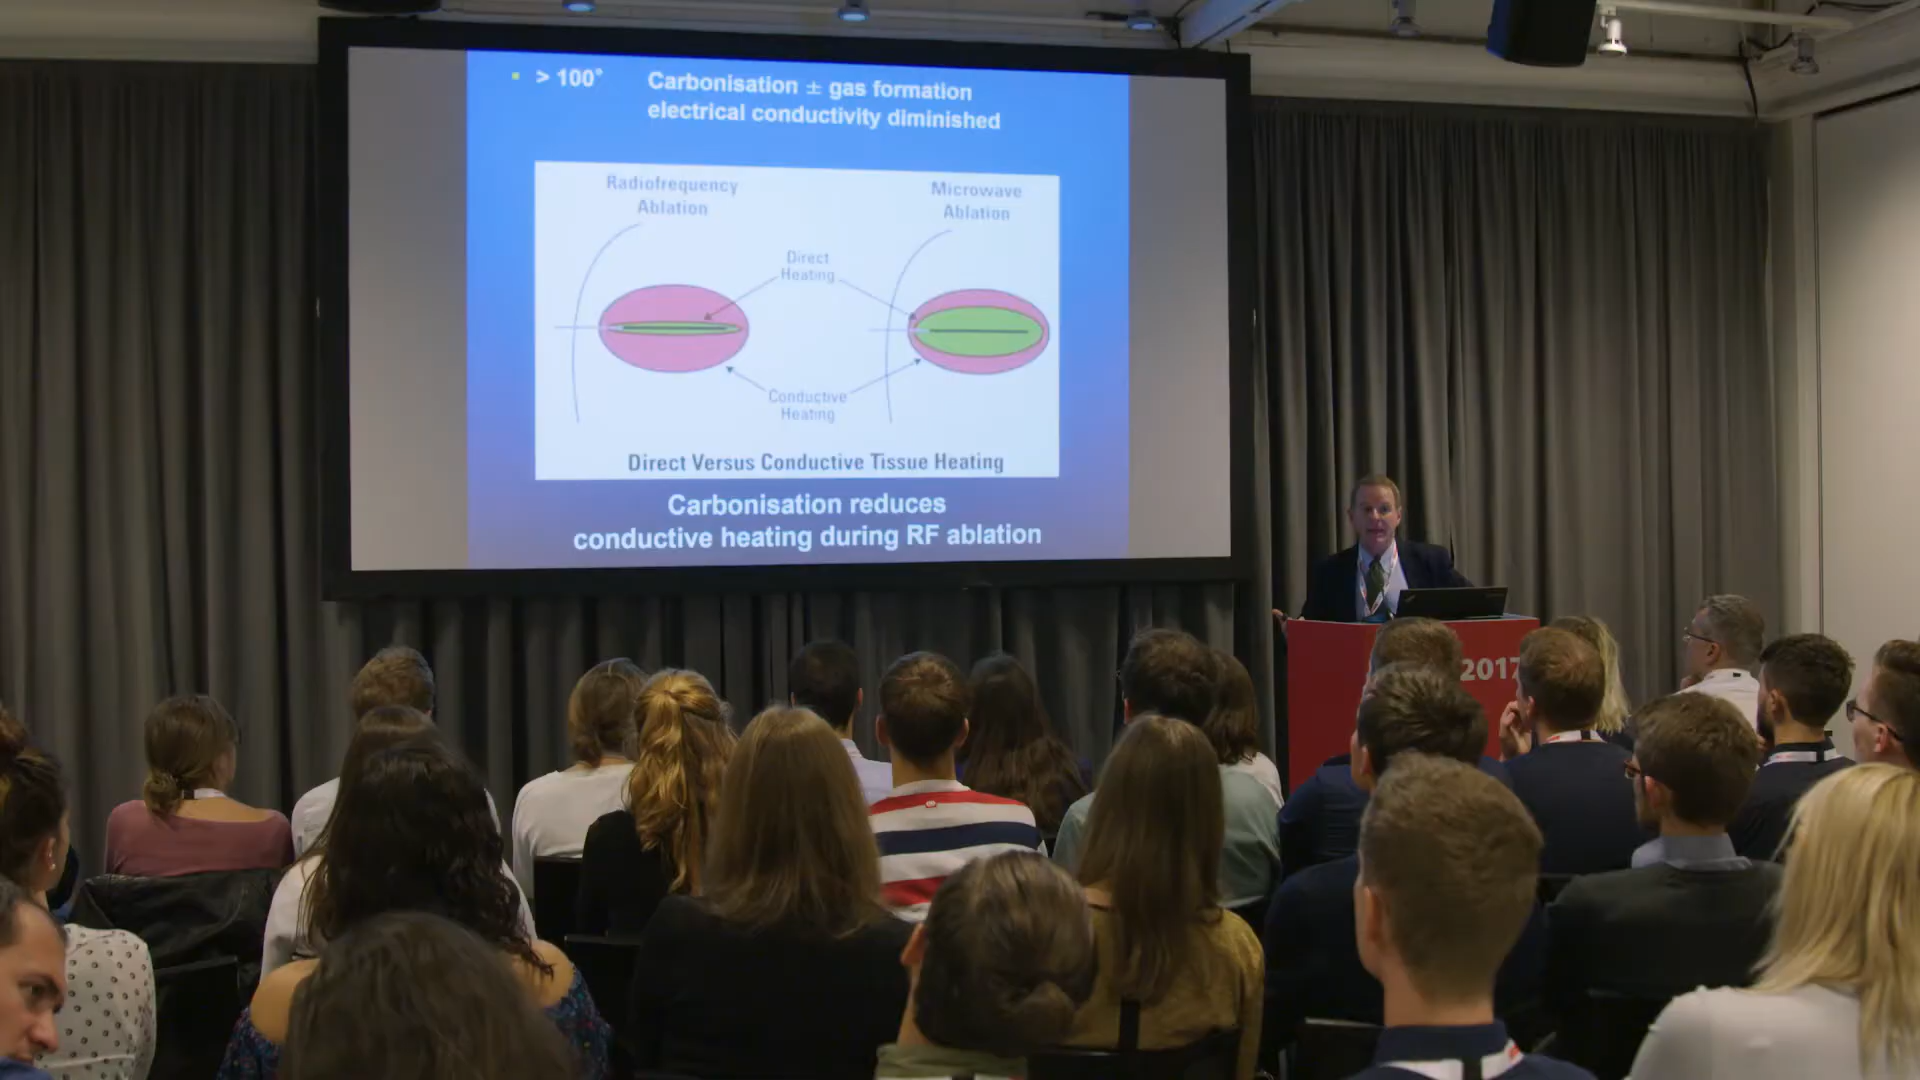 ▪ > 100° Carbonisation ± gas formation
electrical conductivity diminished
Radiofrequency
Ablation
Microwave
Ablation
Direct
Heating
Conductive
Heating
Direct Versus Conductive Tissue Heating
Carbonisation reduces
conductive heating during RF ablation
2017